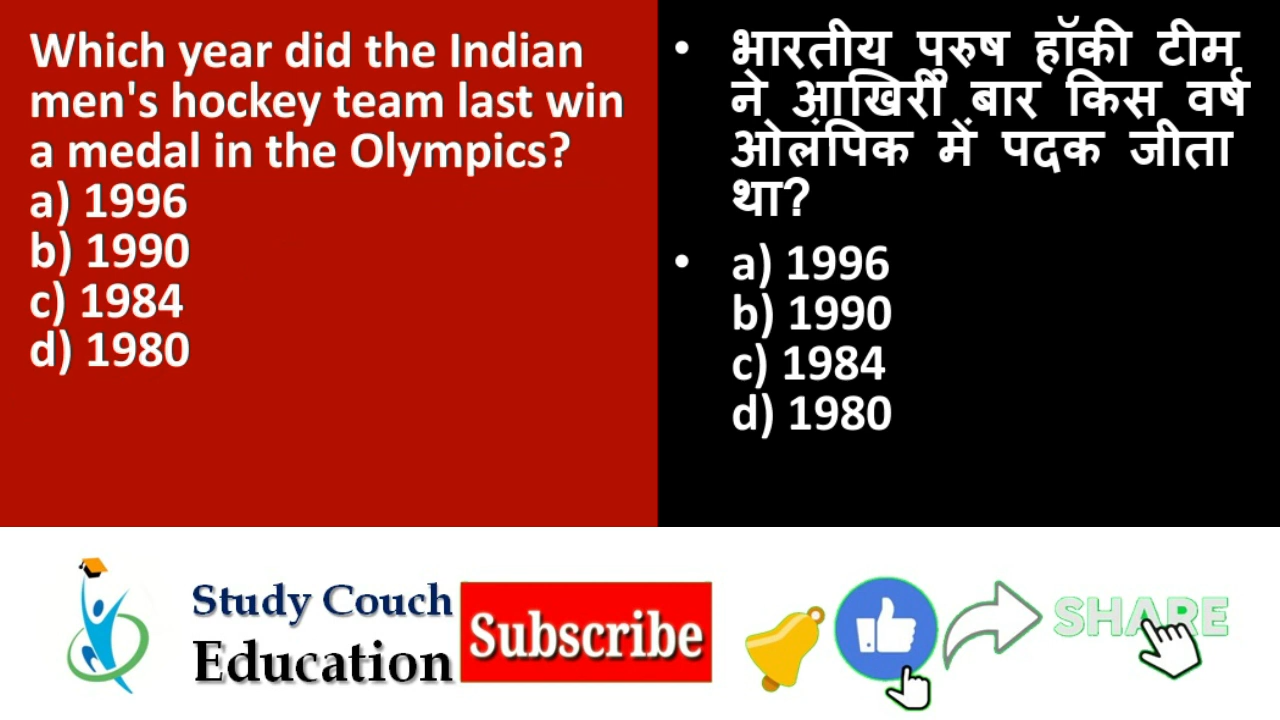 Which year did the Indian
men's hockey team last win
a medal in the Olympics?
a) 1996
b) 1990
c) 1984
d) 1980
• भारतीय पुरुष हॉकी टीम
ने आ़खिरी बार किस वर्ष
ओलंपिक में पदक जीता
था?
• a) 1996
b) 1990
c) 1984
d) 1980
Study Couch
Education
Subscribe
SHARE